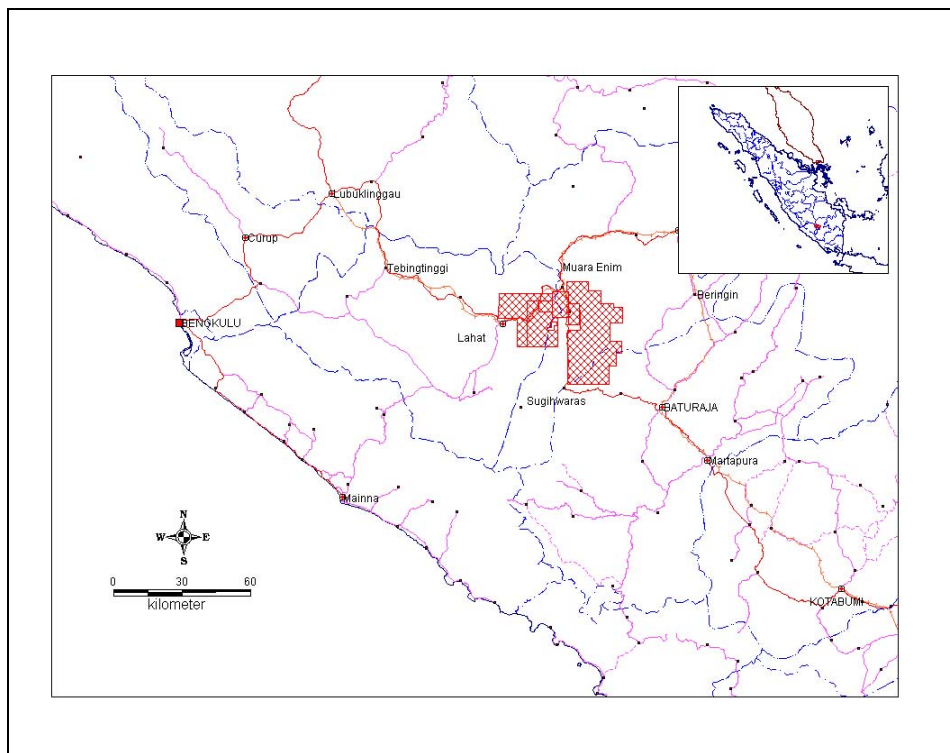 Lubuklinggau
Curup
Tebingtinggi
Muara Enim
Beringin
BENGKULU
Lahat
Sugihwaras
BATURAJA
Martapura
Mainna
N
W E
S
0 30 60
kilometer
KOTABUMI